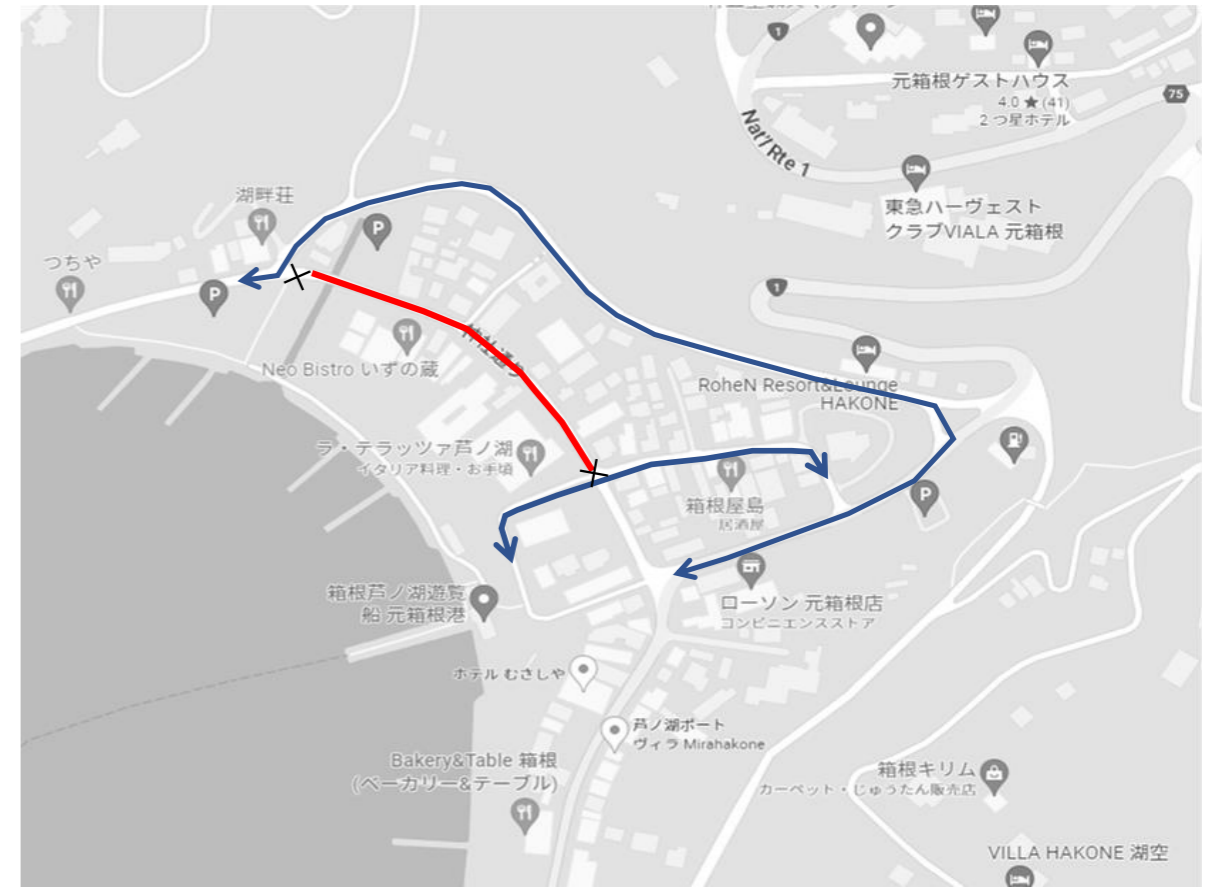 1
元箱根ゲストハウス
4.0 ★ (41)
2 つ星ホテル
75
Nat'l Rte 1
東急ハーヴェスト
クラブVIALA 元箱根
湖畔荘
P
つちや
P
1
神社通り
Neo Bistro いずの蔵
RoheN Resort&Lounge
HAKONE
ラ・テラッツァ芦ノ湖
イタリア料理・お手頃
箱根屋島
居酒屋
P
箱根芦ノ湖遊覧
船 元箱根港
ローソン 元箱根店
コンビニエンスストア
ホテル むさしや
芦ノ湖ポート
ヴィラ Mirahakone
Bakery&Table 箱根
(ベーカリー&テーブル)
箱根キリム
カーペット・じゅうたん販売店
VILLA HAKONE 湖空